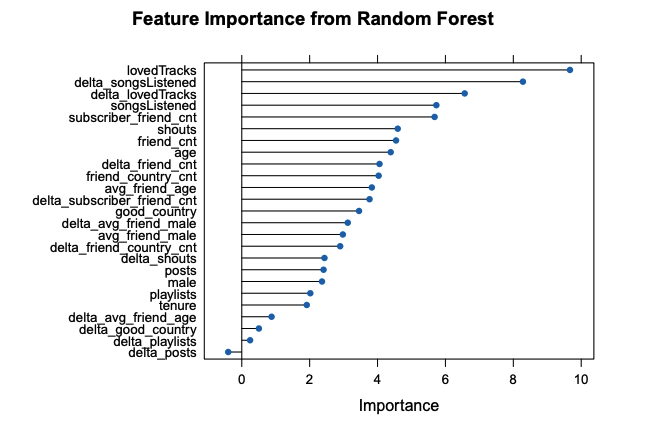 Feature Importance from Random Forest
lovedTracks
delta_songsListened
delta_lovedTracks
songsListened
subscriber_friend_cnt
shouts
friend_cnt
age
delta_friend_cnt
friend_country_cnt
avg_friend_age
delta_subscriber_friend_cnt
good_country
delta_avg_friend_male
avg_friend_male
delta_friend_country_cnt
delta_shouts
posts
male
playlists
tenure
delta_avg_friend_age
delta_good_country
delta_playlists
delta_posts
0 2 4 6 8 10
Importance